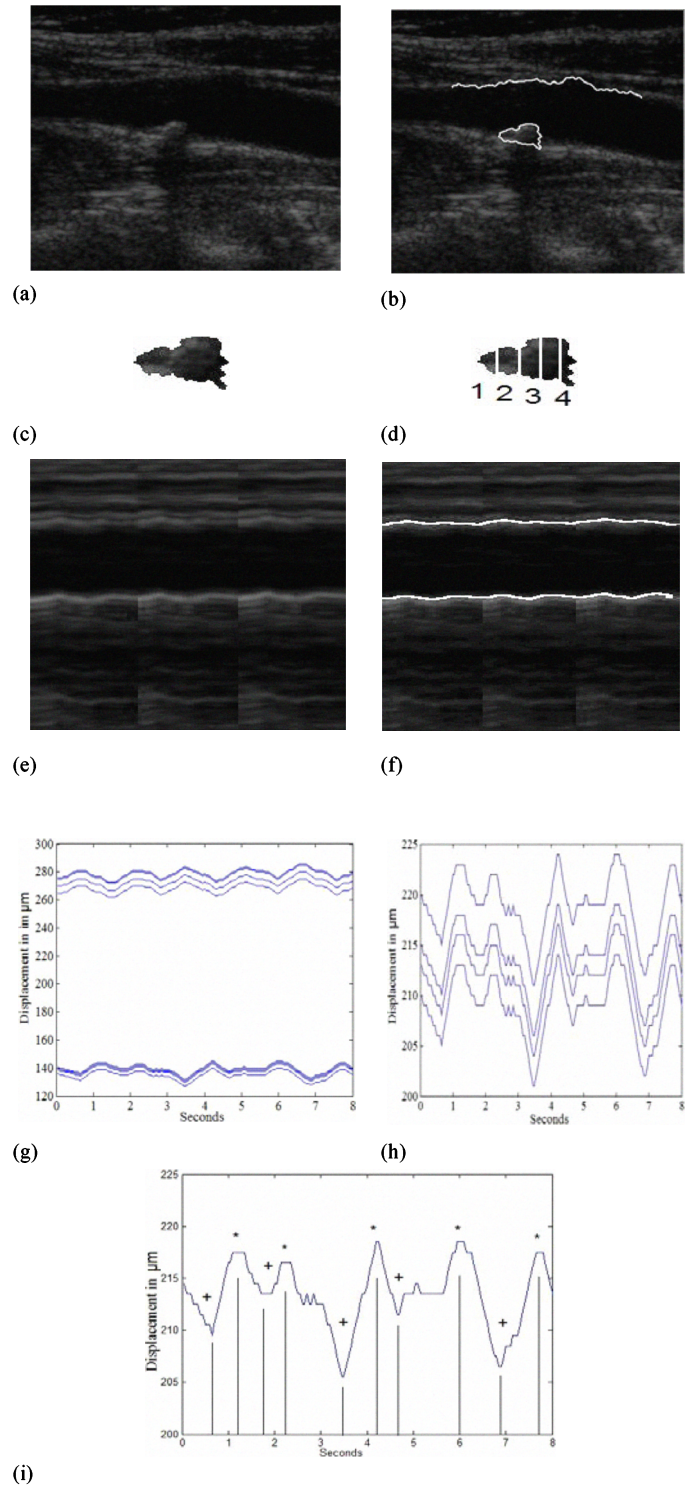 (a)
(b)
1 2 3 4
(c)
(d)
(e)
(f)
300
280
260
240
220
200
180
160
140
120
Displacement in im μm
0 1 2 3 4 5 6 7 8
Seconds
225
220
215
210
205
200
Displacement in μm
0 1 2 3 4 5 6 7 8
Seconds
(g)
(h)
225
220
215
210
205
200
Displacement in μm
+ * + * + * + * + *
0 1 2 3 4 5 6 7 8
Seconds
(i)